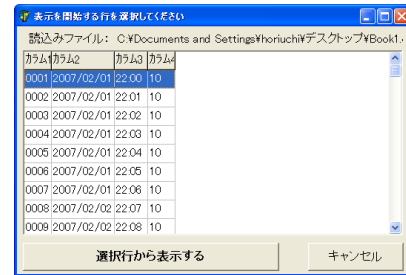 表示を開始する行を選択してください
読込みファイル： C:¥Documents and Settings¥horiuchi¥デスクトップ¥Book1.
カラム1 カラム2 カラム3 カラム4
0001 2007/02/01 22:00 10
0002 2007/02/01 22:01 10
0003 2007/02/01 22:02 10
0004 2007/02/01 22:03 10
0005 2007/02/01 22:04 10
0006 2007/02/01 22:05 10
0007 2007/02/01 22:06 10
0008 2007/02/02 22:07 10
0009 2007/02/02 22:08 10
選択行から表示する キャンセル